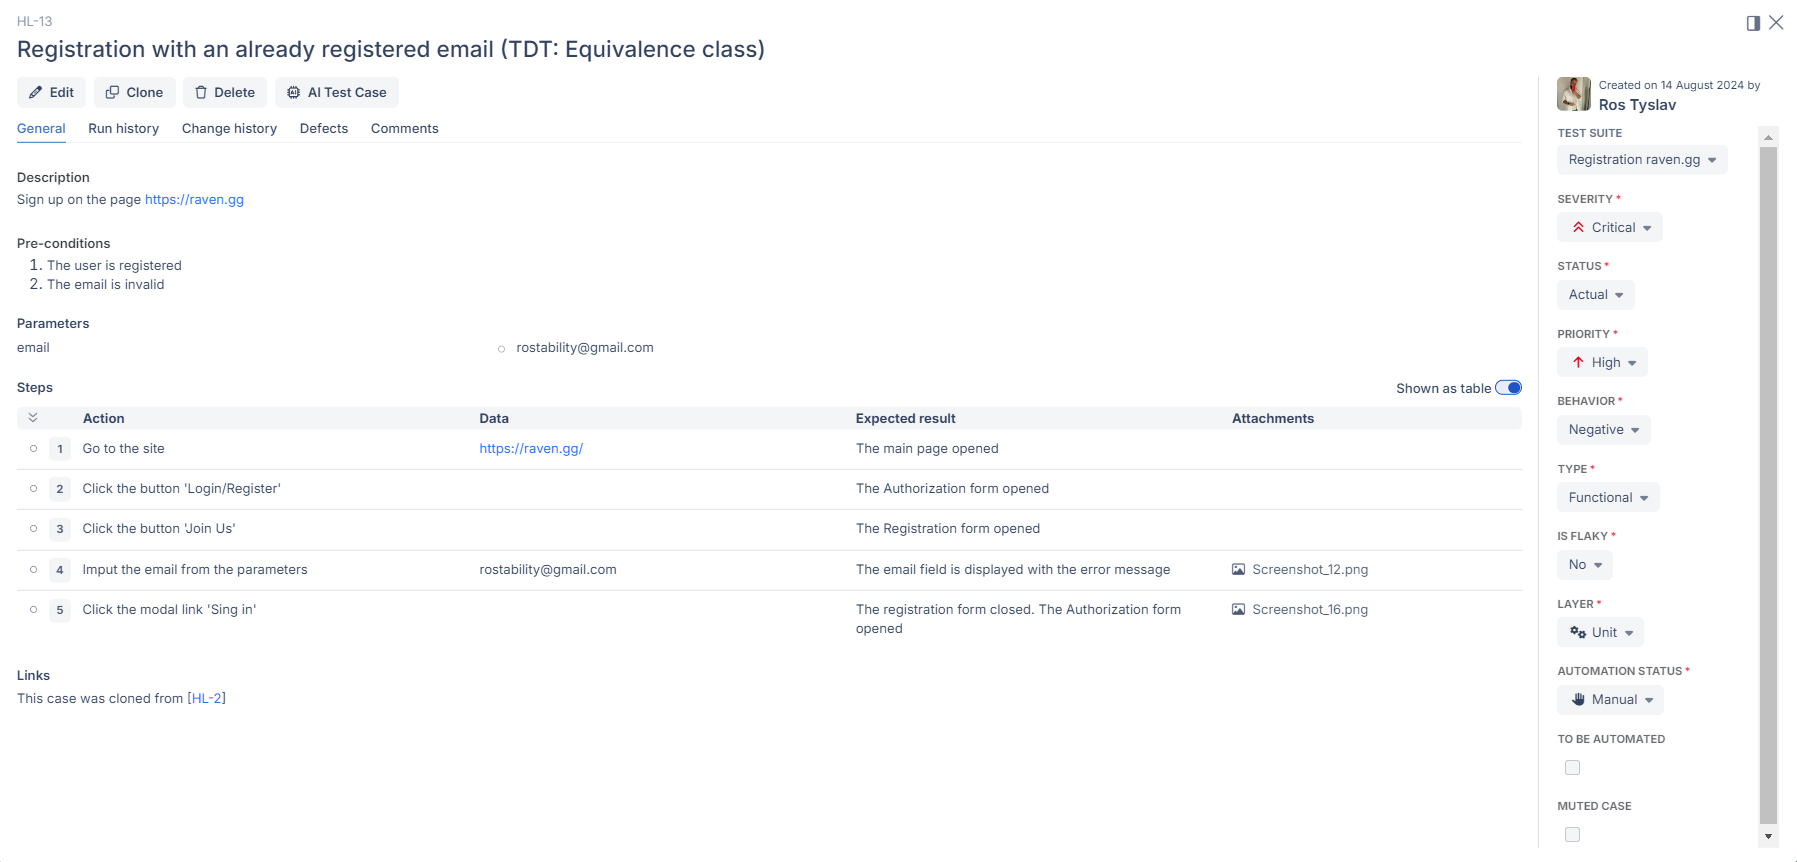 HL-13
Registration with an already registered email (TDT: Equivalence class)
Edit
Clone
Delete
AI Test Case
General
Run history
Change history
Defects
Comments
Description
Sign up on the page https://raven.gg
Pre-conditions
1. The user is registered
2. The email is invalid
Parameters
email
rostability@gmail.com
Steps
Shown as table
Action Data Expected result Attachments
1 Go to the site https://raven.gg/ The main page opened
2 Click the button 'Login/Register' The Authorization form opened
3 Click the button 'Join Us' The Registration form opened
4 Imput the email from the parameters rostability@gmail.com The email field is displayed with the error message Screenshot_12.png
5 Click the modal link 'Sing in' The registration form closed. The Authorization form Screenshot_16.png
opened
Links
This case was cloned from [HL-2]
Created on 14 August 2024 by
Ros Tyslav
TEST SUITE
Registration raven.gg
SEVERITY *
Critical
STATUS *
Actual
PRIORITY *
High
BEHAVIOR *
Negative
TYPE *
Functional
IS FLAKY *
No
LAYER *
Unit
AUTOMATION STATUS *
Manual
TO BE AUTOMATED
MUTED CASE